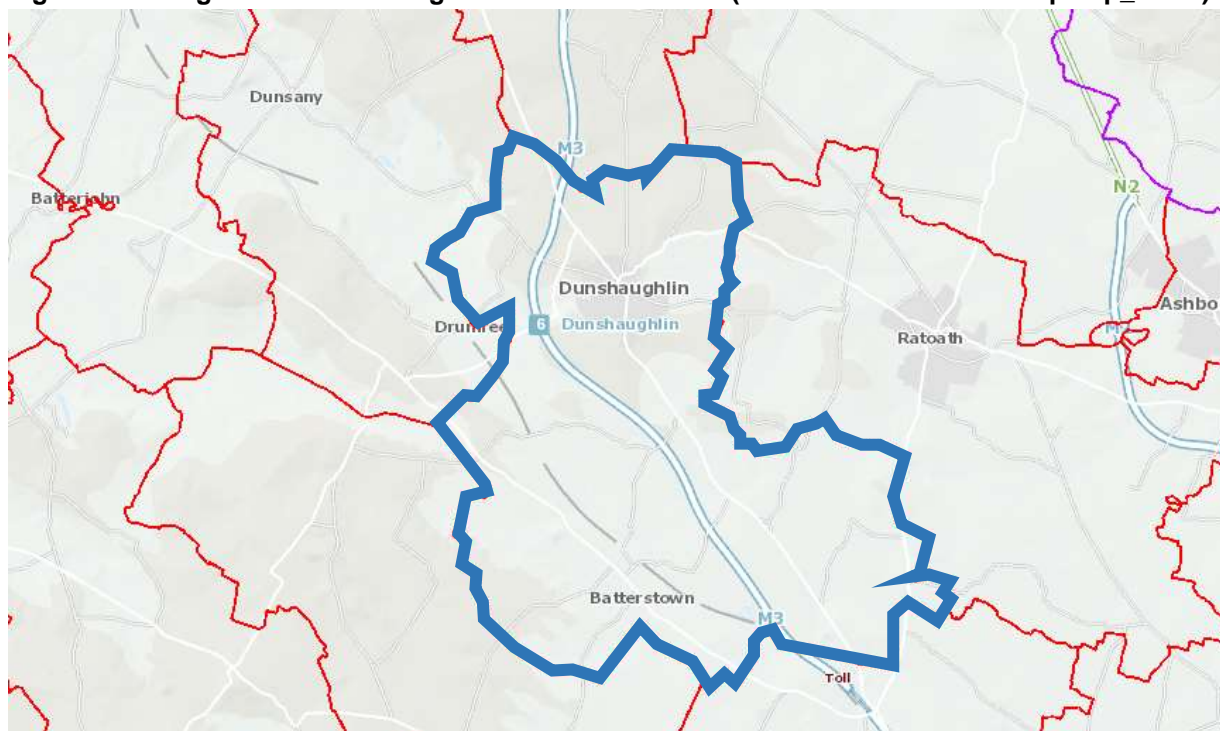 Dunsany
M3
N2
Batterjohn
Dunshaughlin
Ashbo
Drumree
6
Dunshaughlin
Ratoath
M
Batterstown
M3
Toll